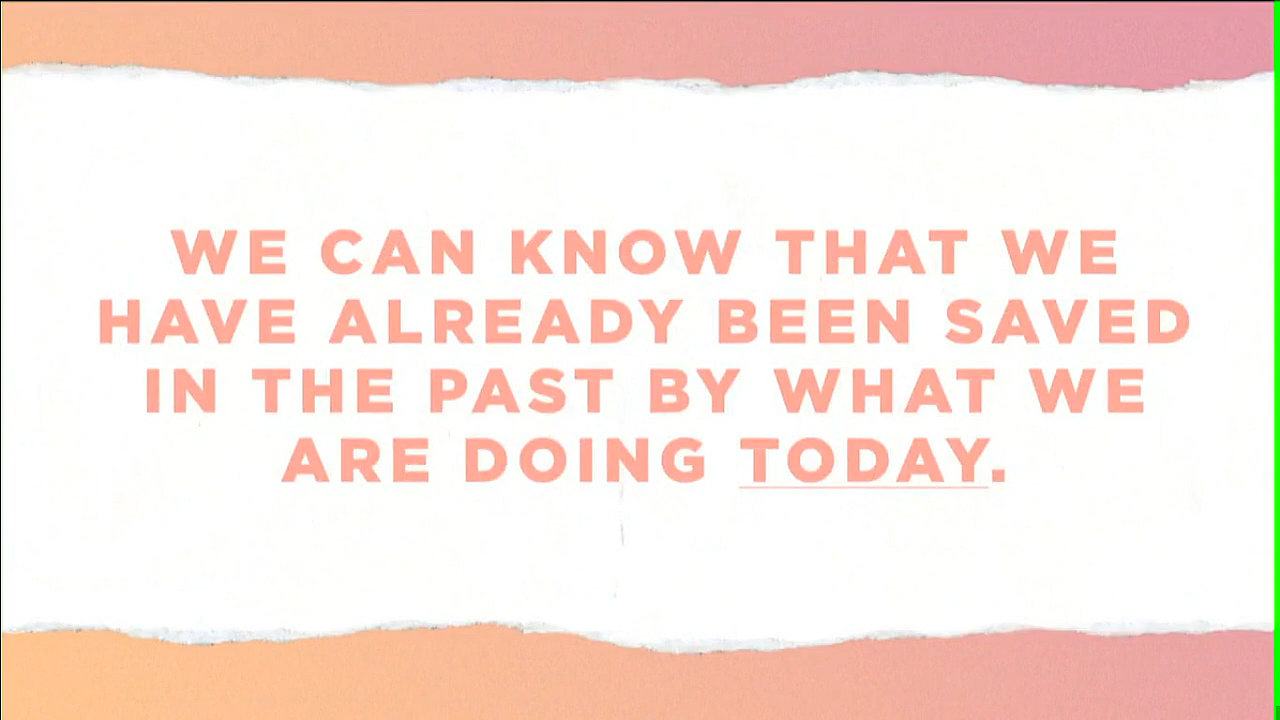 WE CAN KNOW THAT WE
HAVE ALREADY BEEN SAVED
IN THE PAST BY WHAT WE
ARE DOING TODAY.